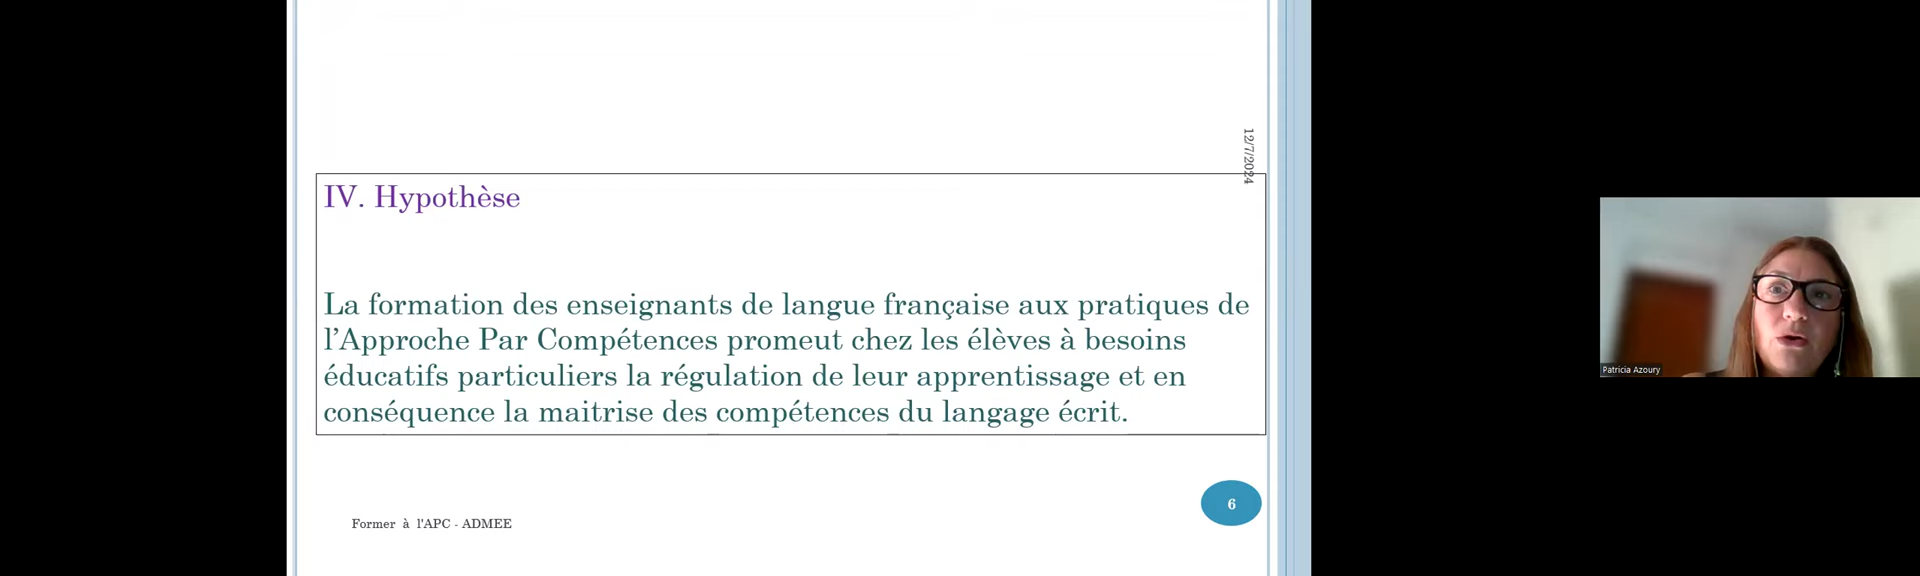 12/7/2024
IV. Hypothèse
La formation des enseignants de langue française aux pratiques de
l’Approche Par Compétences promeut chez les élèves à besoins
éducatifs particuliers la régulation de leur apprentissage et en
conséquence la maitrise des compétences du langage écrit.
6
Former à l'APC - ADMEE
Patricia Azoury